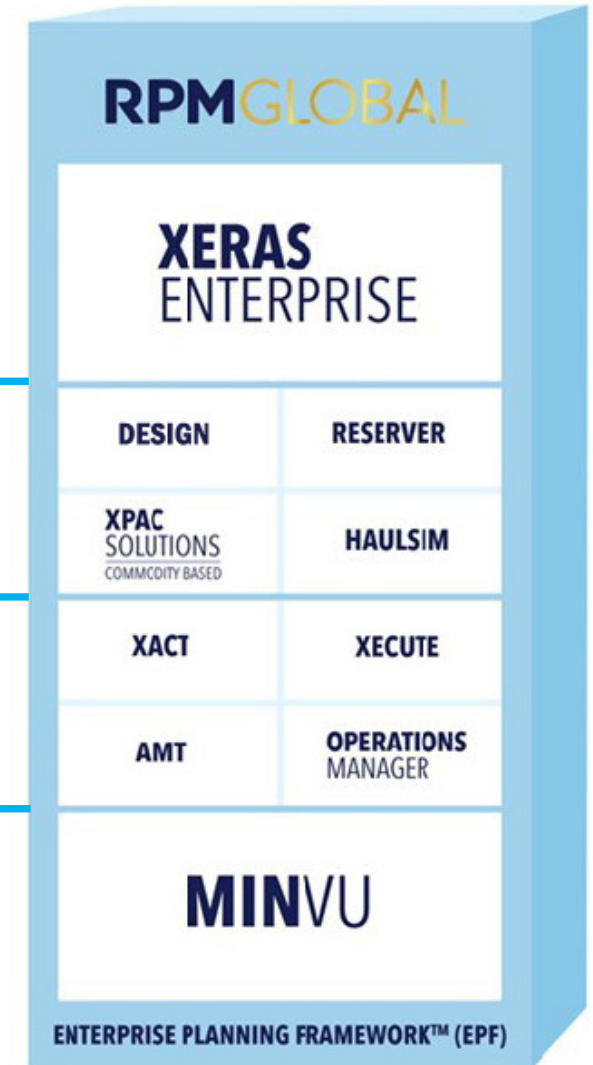 RPMGLOBAL
XERAS
ENTERPRISE
DESIGN
RESERVER
XPAC
SOLUTIONS
COMMCDITY BASED
HAULSIM
XACT
XECUTE
AMT
OPERATIONS
MANAGER
MINVU
ENTERPRISE PLANNING FRAMEWORK™ (EPF)